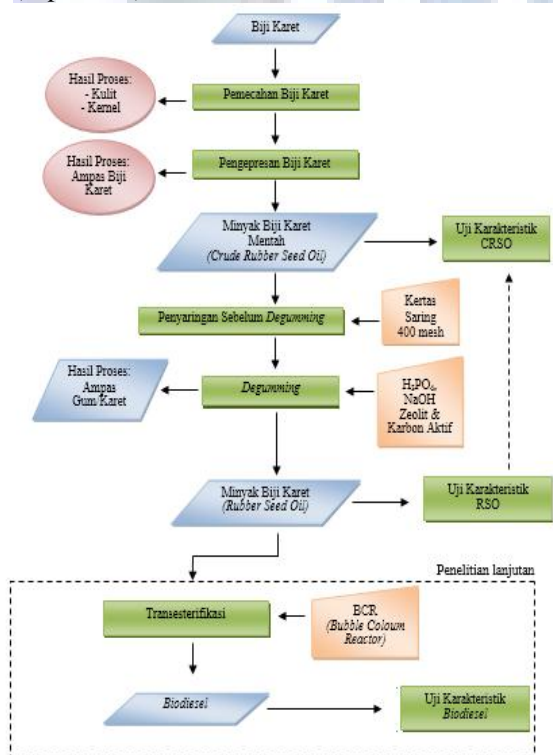 Biji Karet
Hasil Proses:
- Kulit
- Kernel
Pemecahan Biji Karet
Hasil Proses:
Ampas Biji
Karet
Pengepresan Biji Karet
Minyak Biji Karet
Mentah
(Crude Rubber Seed Oil)
Uji Karakteristik
CRSO
Penyaringan Sebelum Degumming
Kertas
Saring
400 mesh
Hasil Proses:
Ampas
Gum/Karet
Degumming
H₃PO₄,
NaOH
Zeolit &
Karbon Aktif
Minyak Biji Karet
(Rubber Seed Oil)
Uji Karakteristik
RSO
Penelitian lanjutan
Transesterifikasi
BCR
(Bubble Coloum
Reactor)
Biodiesel
Uji Karakteristik
Biodiesel